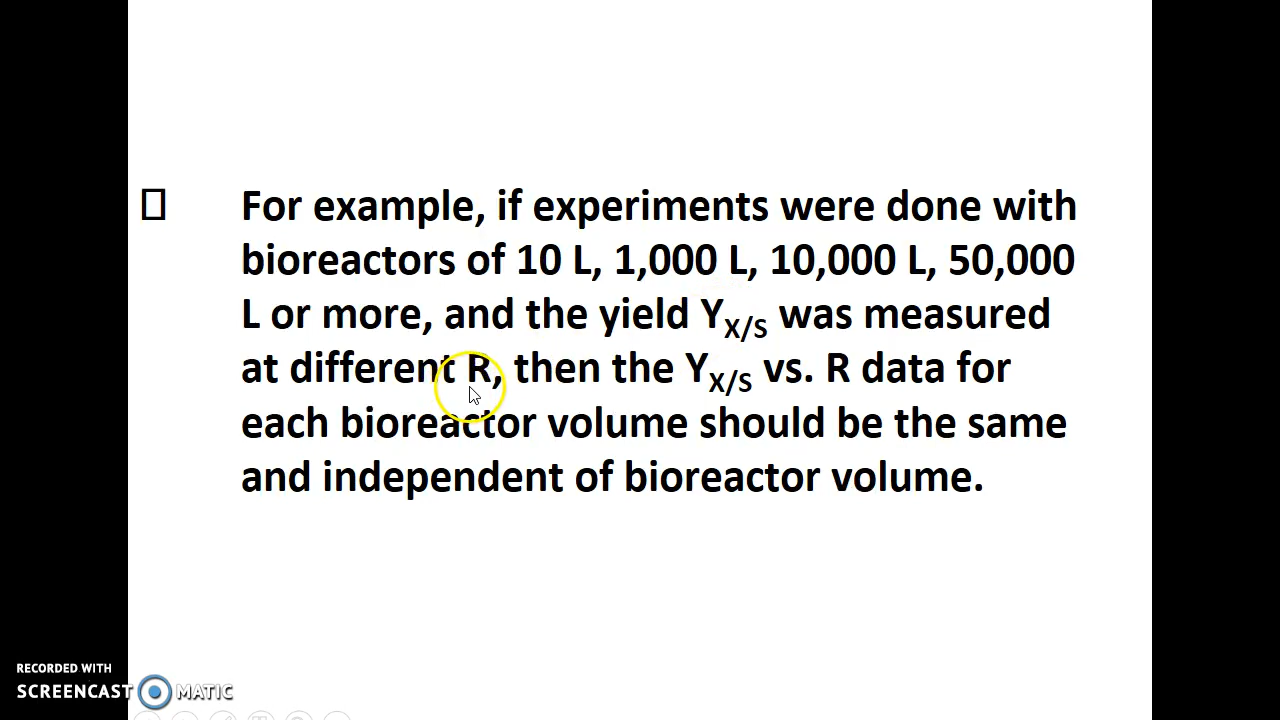 For example, if experiments were done with
bioreactors of 10 L, 1,000 L, 10,000 L, 50,000
L or more, and the yield Y_X/S was measured
at different R, then the Y_X/S vs. R data for
each bioreactor volume should be the same
and independent of bioreactor volume.
RECORDED WITH
SCREENCAST MATIC